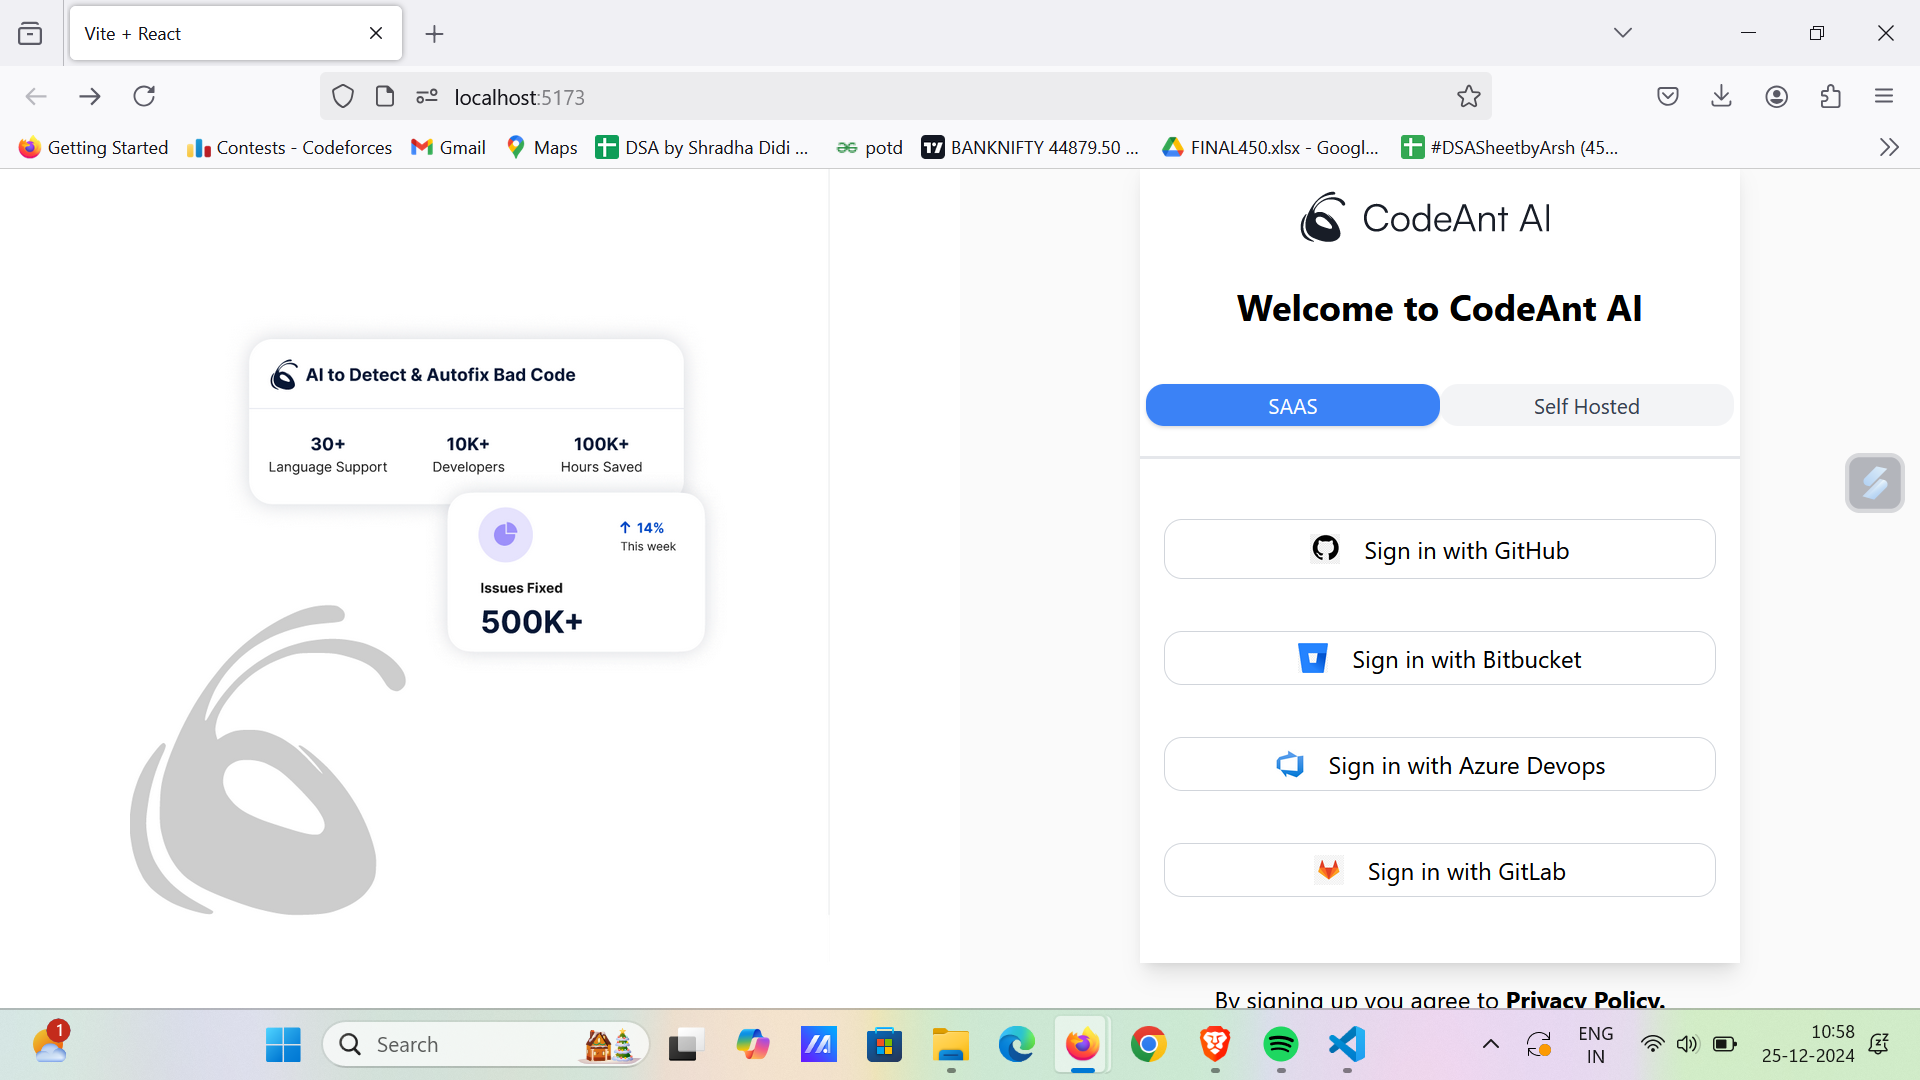 Vite + React
localhost:5173
Getting Started
Contests - Codeforces
Gmail
Maps
DSA by Shradha Didi ...
potd
BANKNIFTY 44879.50 ...
FINAL450.xlsx - Googl...
#DSASheetbyArsh (45...
AI to Detect & Autofix Bad Code
30+
Language Support
10K+
Developers
100K+
Hours Saved
↑ 14%
This week
Issues Fixed
500K+
CodeAnt AI
Welcome to CodeAnt AI
SAAS
Self Hosted
Sign in with GitHub
Sign in with Bitbucket
Sign in with Azure Devops
Sign in with GitLab
By signing up you agree to Privacy Policy.
1
Search
ENG
IN
10:58
25-12-2024